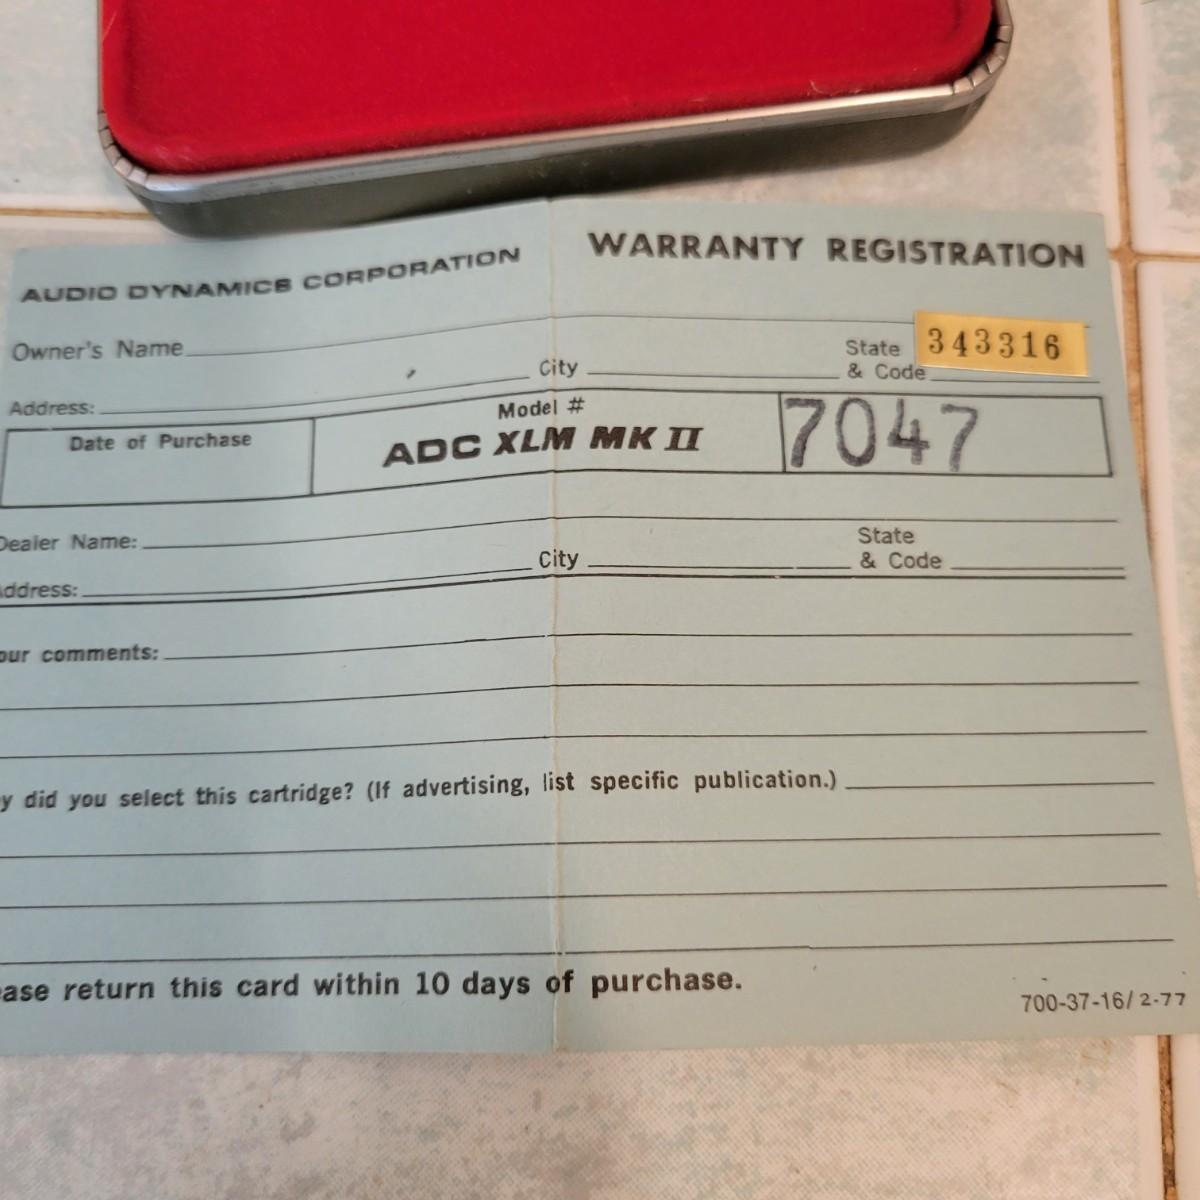 AUDIO DYNAMICS CORPORATION
WARRANTY REGISTRATION
Owner's Name
343316
Address: City State & Code
Date of Purchase
Model #
ADC XLM MK II
7047
Dealer Name:
ddress: City State & Code
our comments:
y did you select this cartridge? (If advertising, list specific publication.)
ease return this card within 10 days of purchase.
700-37-16/2-77